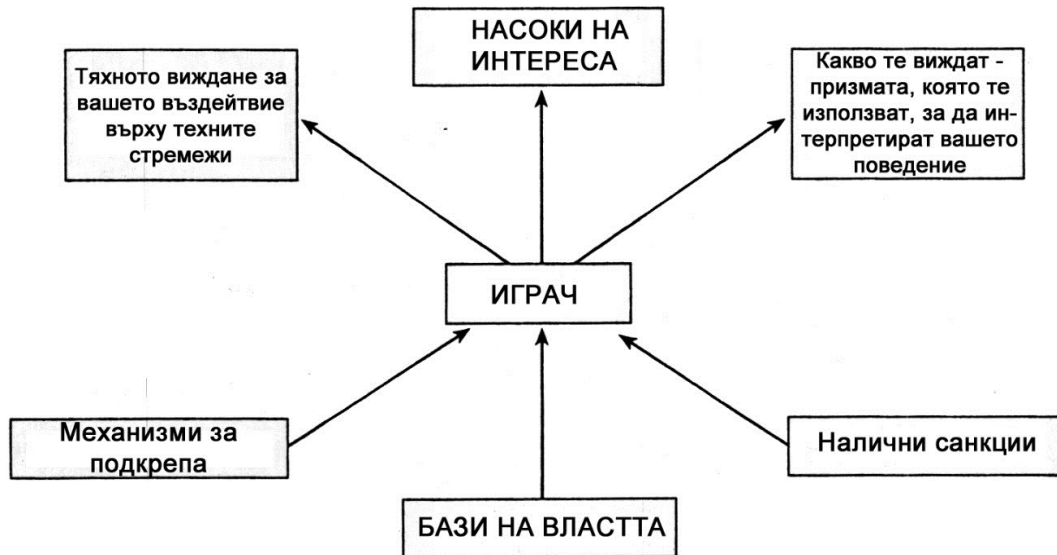 НАСОКИ НА
ИНТЕРЕСА
Тяхното виждане за
вашето въздействие
върху техните
стремежи
Какво те виждат -
призмата, която те
използват, за да ин-
терпретират вашето
поведение
ИГРАЧ
Механизми за
подкрепа
Налични санкции
БАЗИ НА ВЛАСТТА